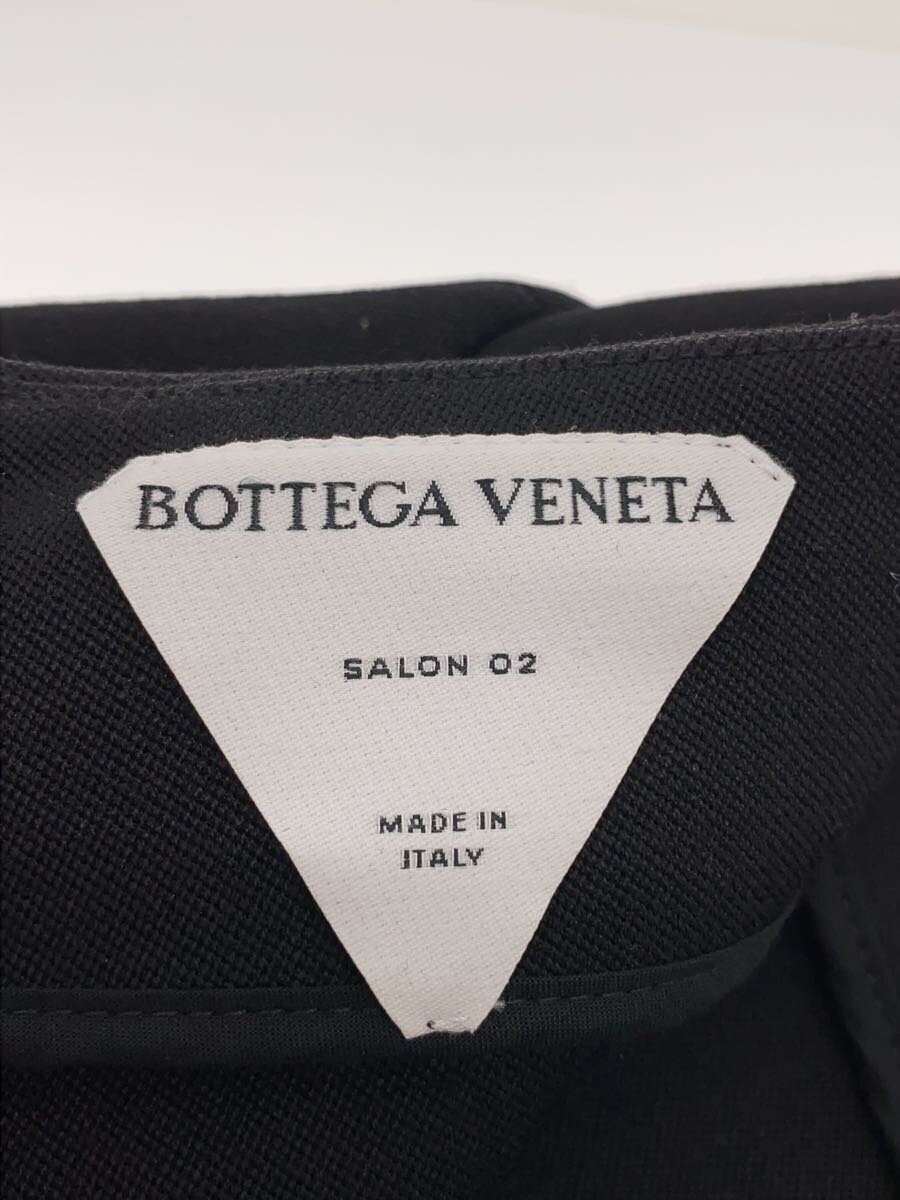 BOTTEGA VENETA
SALON 02
MADE IN
ITALY